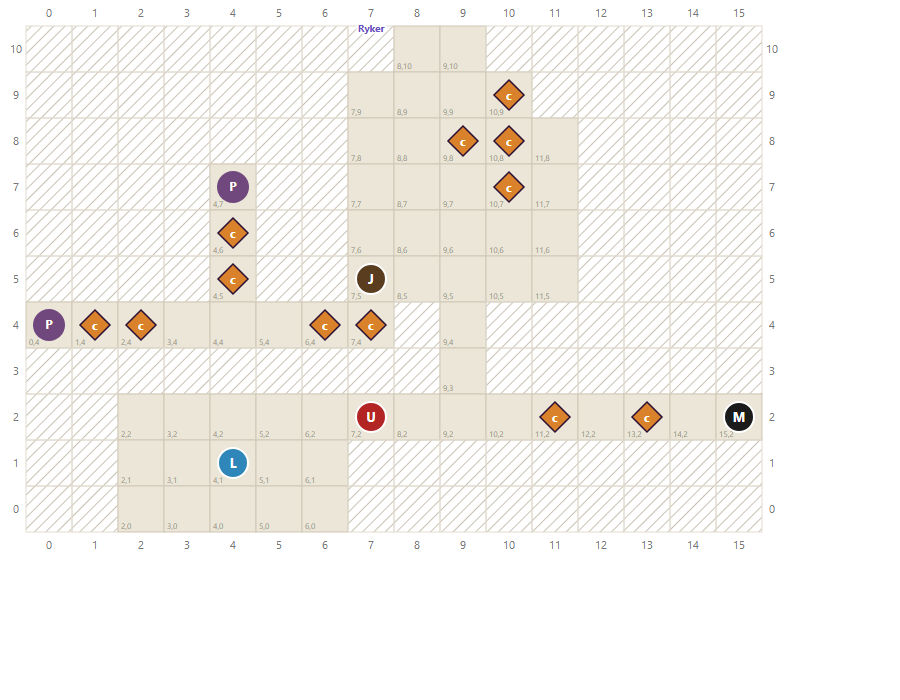 0 1 2 3 4 5 6 7 8 9 10 11 12 13 14 15
Ryker
10 10
8,10 9,10
9 c 9
7,9 8,9 9,9 10,9
8 c c 8
7,8 8,8 9,8 10,8 11,8
7 P c 7
4,7 7,7 8,7 9,7 10,7 11,7
6 c 6
4,6 7,6 8,6 9,6 10,6 11,6
5 c J 5
4,5 7,5 8,5 9,5 10,5 11,5
4 P c c c c 4
0,4 1,4 2,4 3,4 4,4 5,4 6,4 7,4 9,4
3 3
9,3
2 U c c M 2
2,2 3,2 4,2 5,2 6,2 7,2 8,2 9,2 10,2 11,2 12,2 13,2 14,2 15,2
1 L 1
2,1 3,1 4,1 5,1 6,1
0 0
2,0 3,0 4,0 5,0 6,0
0 1 2 3 4 5 6 7 8 9 10 11 12 13 14 15